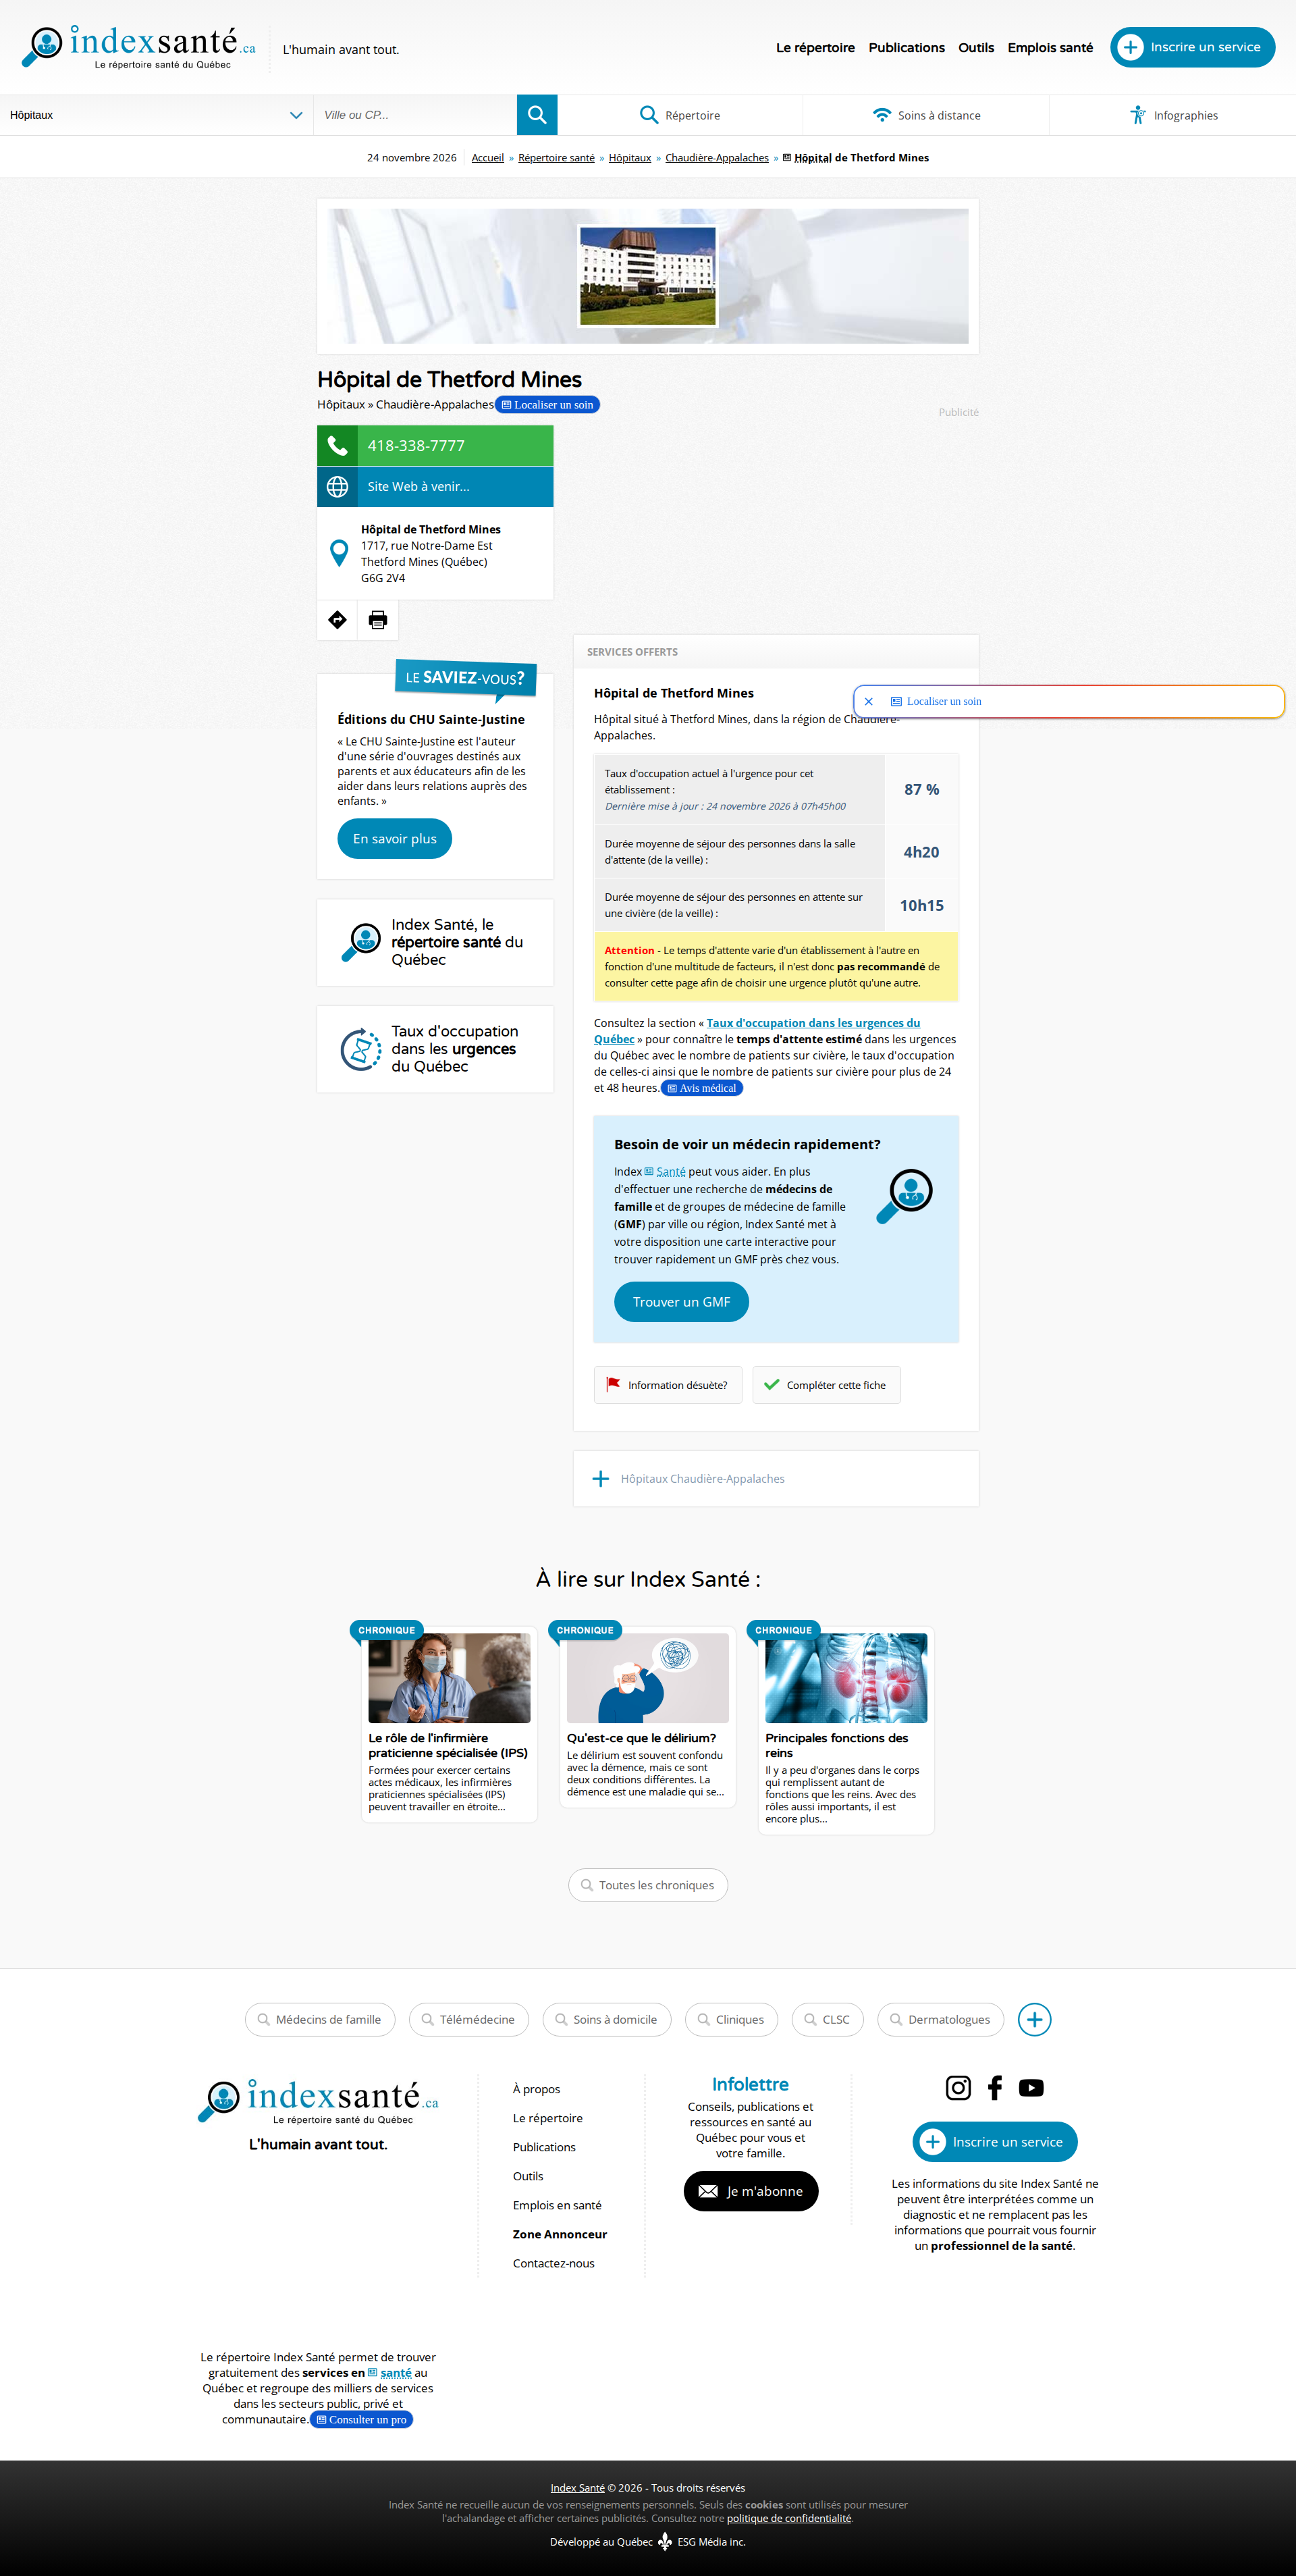 indexsanté.ca
Le répertoire santé du Québec
L'humain avant tout.
Le répertoire
Publications
Outils
Emplois santé
Inscrire un service
Hôpitaux
Ville ou CP...
Répertoire
Soins à distance
Infographies
24 novembre 2026
Accueil » Répertoire santé » Hôpitaux » Chaudière-Appalaches » Hôpital de Thetford Mines
Hôpital de Thetford Mines
Hôpitaux » Chaudière-Appalaches Localiser un soin
Publicité
418-338-7777
Site Web à venir...
Hôpital de Thetford Mines
1717, rue Notre-Dame Est
Thetford Mines (Québec)
G6G 2V4
LE SAVIEZ-VOUS?
Éditions du CHU Sainte-Justine
« Le CHU Sainte-Justine est l'auteur
d'une série d'ouvrages destinés aux
parents et aux éducateurs afin de les
aider dans leurs relations auprès des
enfants. »
En savoir plus
Index Santé, le
répertoire santé du
Québec
Taux d'occupation
dans les urgences
du Québec
SERVICES OFFERTS
Hôpital de Thetford Mines
Localiser un soin
Hôpital situé à Thetford Mines, dans la région de Chaudière-
Appalaches.
Taux d'occupation actuel à l'urgence pour cet
établissement :
Dernière mise à jour : 24 novembre 2026 à 07h45h00
87 %
Durée moyenne de séjour des personnes dans la salle
d'attente (de la veille) :
4h20
Durée moyenne de séjour des personnes en attente sur
une civière (de la veille) :
10h15
Attention - Le temps d'attente varie d'un établissement à l'autre en
fonction d'une multitude de facteurs, il n'est donc pas recommandé de
consulter cette page afin de choisir une urgence plutôt qu'une autre.
Consultez la section « Taux d'occupation dans les urgences du
Québec » pour connaître le temps d'attente estimé dans les urgences
du Québec avec le nombre de patients sur civière, le taux d'occupation
de celles-ci ainsi que le nombre de patients sur civière pour plus de 24
et 48 heures. Avis médical
Besoin de voir un médecin rapidement?
Index Santé peut vous aider. En plus
d'effectuer une recherche de médecins de
famille et de groupes de médecine de famille
(GMF) par ville ou région, Index Santé met à
votre disposition une carte interactive pour
trouver rapidement un GMF près chez vous.
Trouver un GMF
Information désuète?
Compléter cette fiche
Hôpitaux Chaudière-Appalaches
À lire sur Index Santé :
CHRONIQUE
Le rôle de l'infirmière
praticienne spécialisée (IPS)
Formées pour exercer certains
actes médicaux, les infirmières
praticiennes spécialisées (IPS)
peuvent travailler en étroite...
CHRONIQUE
Qu'est-ce que le délirium?
Le délirium est souvent confondu
avec la démence, mais ce sont
deux conditions différentes. La
démence est une maladie qui se...
CHRONIQUE
Principales fonctions des
reins
Il y a peu d'organes dans le corps
qui remplissent autant de
fonctions que les reins. Avec des
rôles aussi importants, il est
encore plus...
Toutes les chroniques
Médecins de famille
Télémédecine
Soins à domicile
Cliniques
CLSC
Dermatologues
indexsanté.ca
Le répertoire santé du Québec
L'humain avant tout.
À propos
Le répertoire
Publications
Outils
Emplois en santé
Zone Annonceur
Contactez-nous
Infolettre
Conseils, publications et
ressources en santé au
Québec pour vous et
votre famille.
Je m'abonne
Inscrire un service
Les informations du site Index Santé ne
peuvent être interprétées comme un
diagnostic et ne remplacent pas les
informations que pourrait vous fournir
un professionnel de la santé.
Le répertoire Index Santé permet de trouver
gratuitement des services en santé au
Québec et regroupe des milliers de services
dans les secteurs public, privé et
communautaire. Consulter un pro
Index Santé © 2026 - Tous droits réservés
Index Santé ne recueille aucun de vos renseignements personnels. Seuls des cookies sont utilisés pour mesurer
l'achalandage et afficher certaines publicités. Consultez notre politique de confidentialité.
Développé au Québec ESG Média inc.